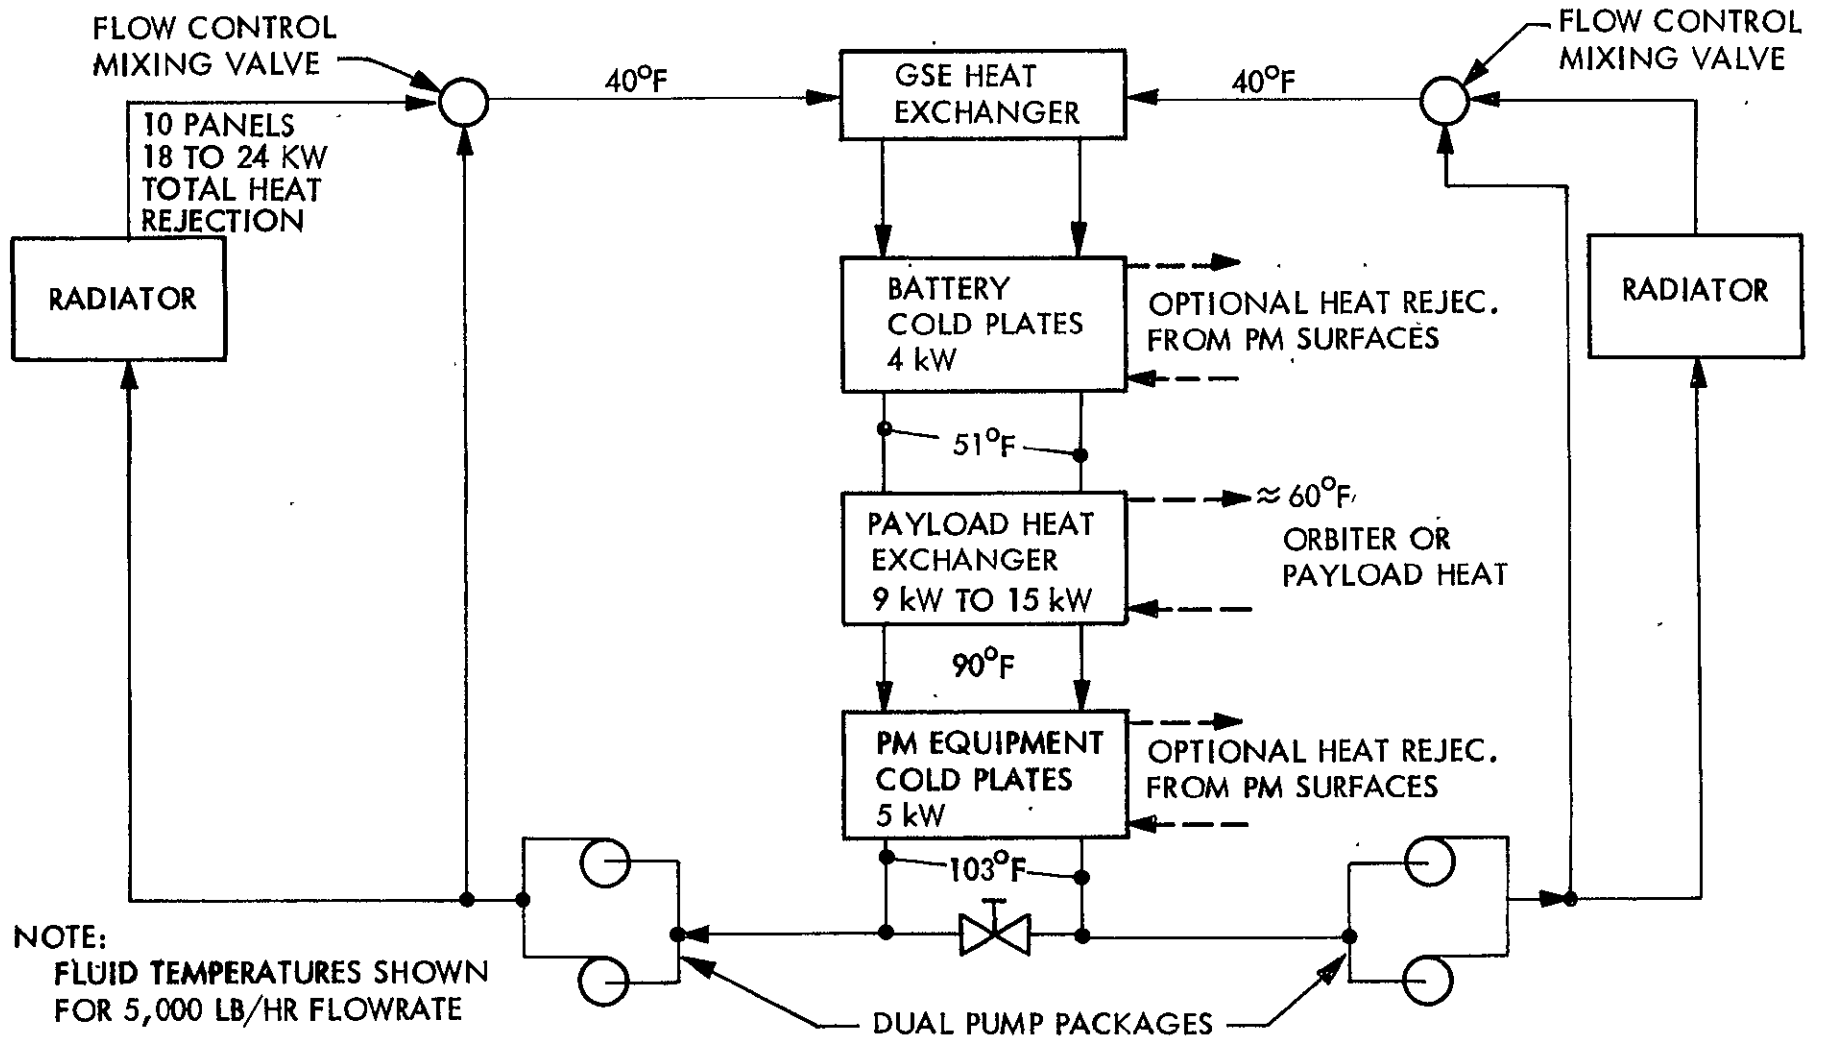 FLOW CONTROL
MIXING VALVE
FLOW CONTROL
MIXING VALVE
40°F
GSE HEAT
EXCHANGER
40°F
10 PANELS
18 TO 24 KW
TOTAL HEAT
REJECTION
RADIATOR
BATTERY
COLD PLATES
4 kW
OPTIONAL HEAT REJEC.
FROM PM SURFACES
RADIATOR
51°F
PAYLOAD HEAT
EXCHANGER
9 kW TO 15 kW
≈ 60°F
ORBITER OR
PAYLOAD HEAT
90°F
PM EQUIPMENT
COLD PLATES
5 kW
OPTIONAL HEAT REJEC.
FROM PM SURFACES
103°F
NOTE:
FLUID TEMPERATURES SHOWN
FOR 5,000 LB/HR FLOWRATE
DUAL PUMP PACKAGES